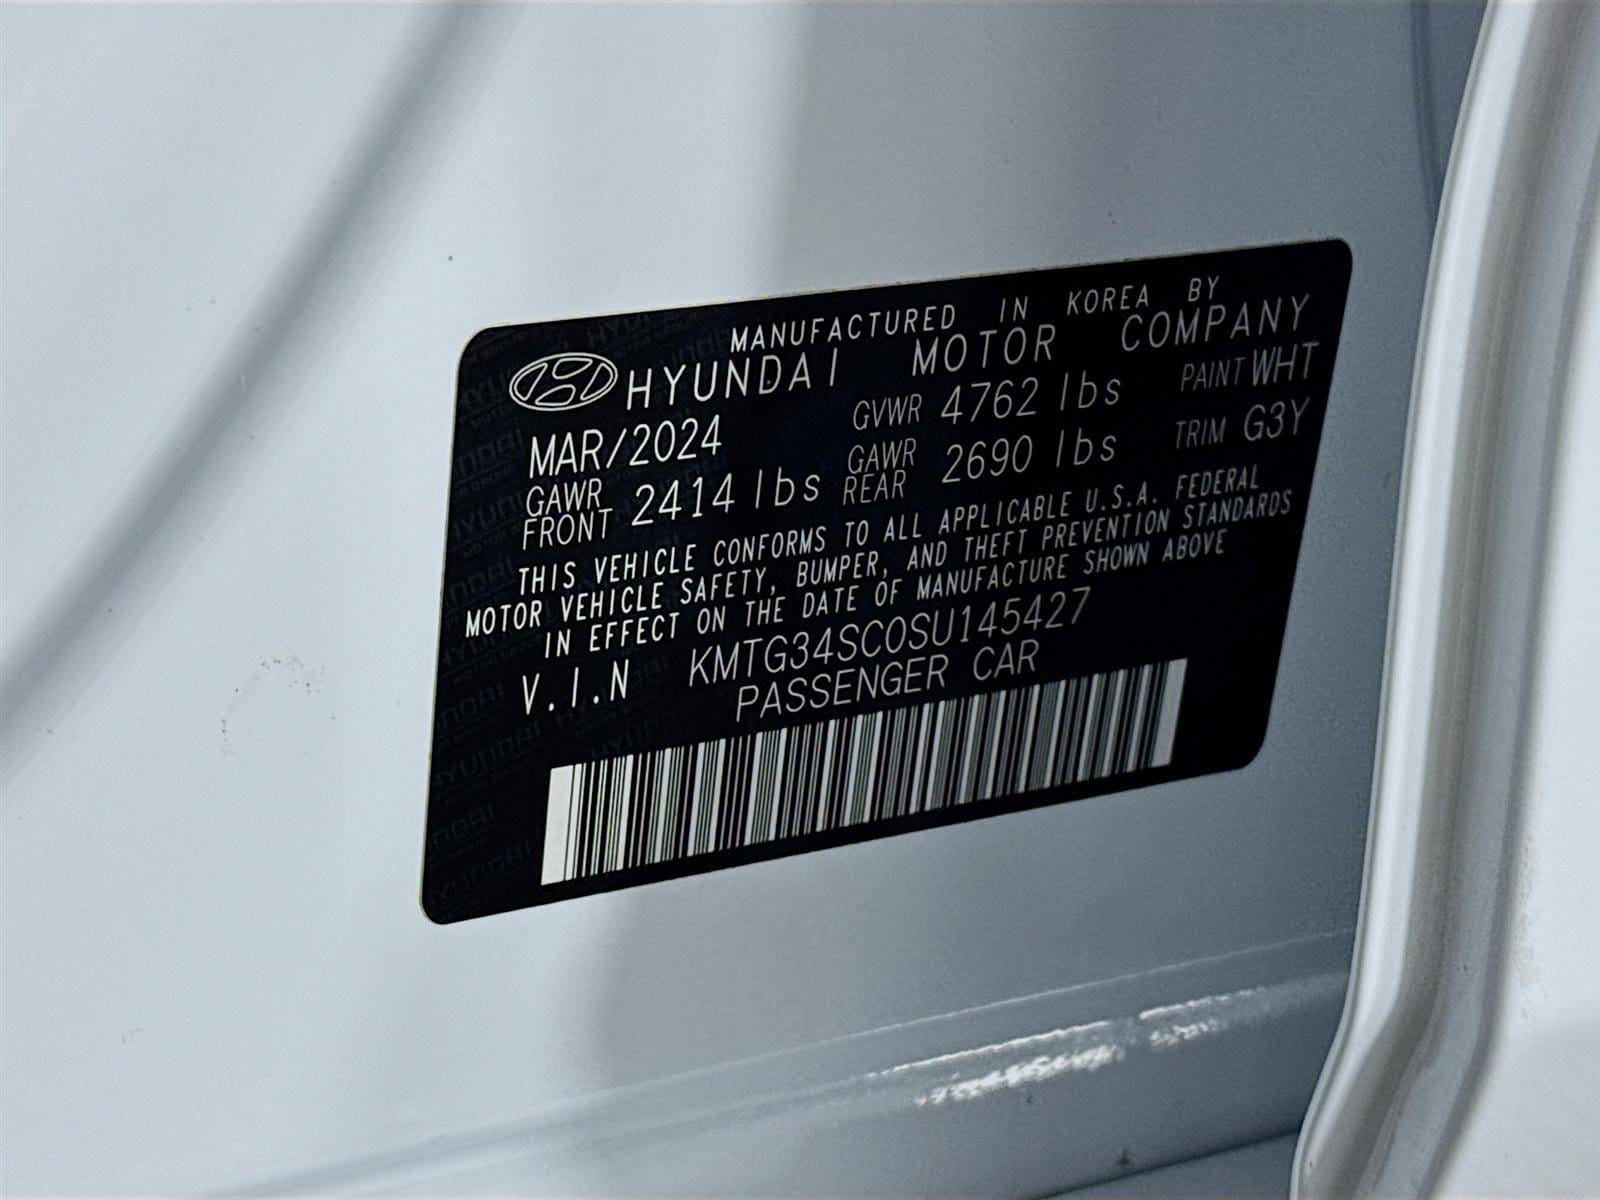 MANUFACTURED IN KOREA BY
HYUNDAI MOTOR COMPANY
MAR/2024 GVWR 4762 lbs PAINT WHT
GAWR FRONT 2414 lbs GAWR REAR 2690 lbs TRIM G3Y
THIS VEHICLE CONFORMS TO ALL APPLICABLE U.S.A. FEDERAL
MOTOR VEHICLE SAFETY, BUMPER, AND THEFT PREVENTION STANDARDS
IN EFFECT ON THE DATE OF MANUFACTURE SHOWN ABOVE
V.I.N KMTG34SC0SU145427
PASSENGER CAR